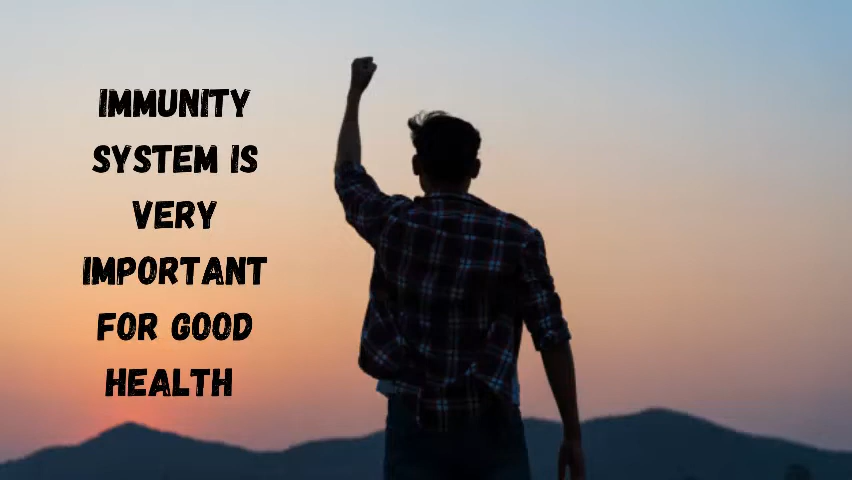 IMMUNITY
SYSTEM IS
VERY
IMPORTANT
FOR GOOD
HEALTH